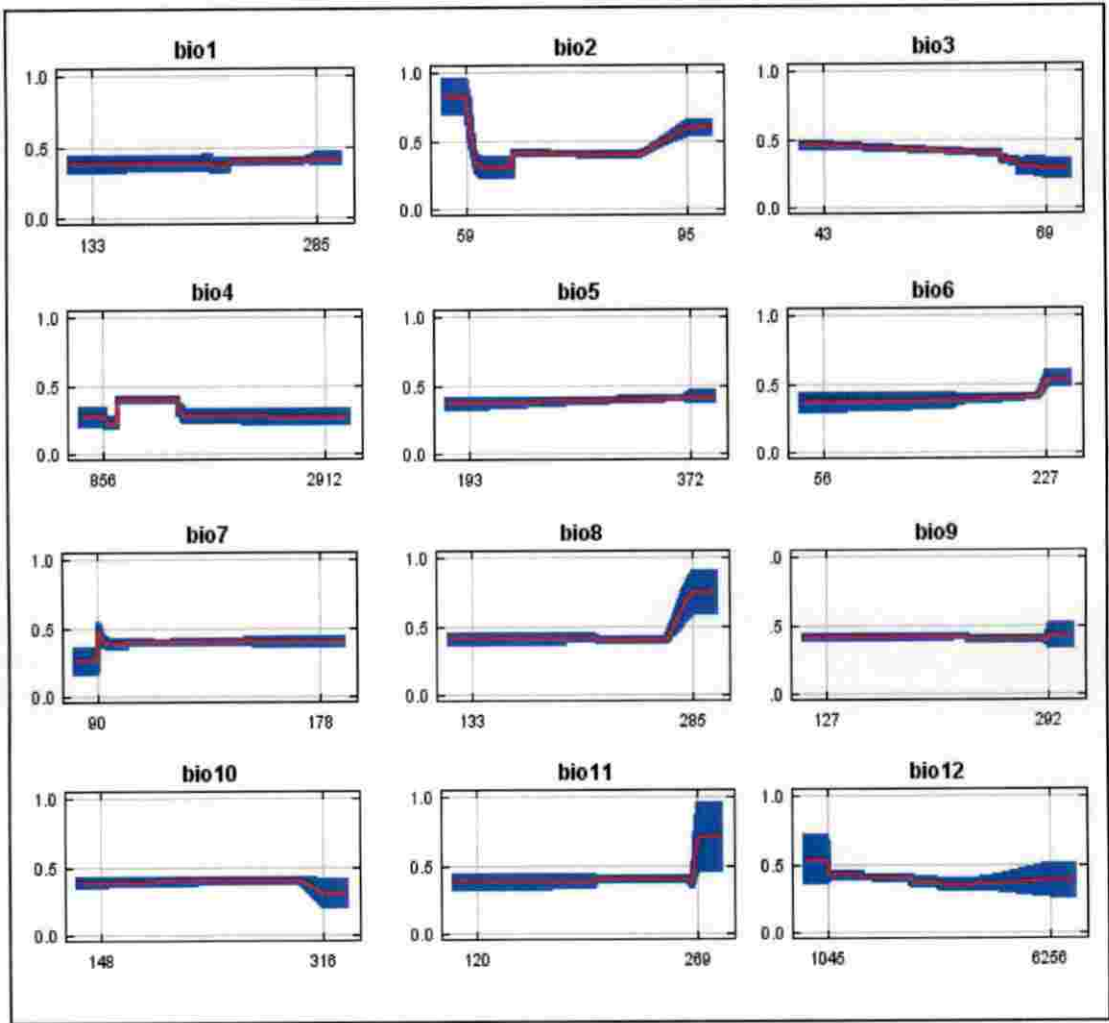 bio1 bio2 bio3
1.0 1.0 1.0
0.5 0.5 0.5
0.0 0.0 0.0
133 285 59 95 43 69
bio4 bio5 bio6
1.0 1.0 1.0
0.5 0.5 0.5
0.0 0.0 0.0
856 2912 193 372 56 227
bio7 bio8 bio9
1.0 1.0 .0
0.5 0.5 0.5
0.0 0.0 0.0
90 178 133 285 127 292
bio10 bio11 bio12
1.0 1.0 1.0
0.5 0.5 0.5
0.0 0.0 0.0
148 316 120 269 1045 6256